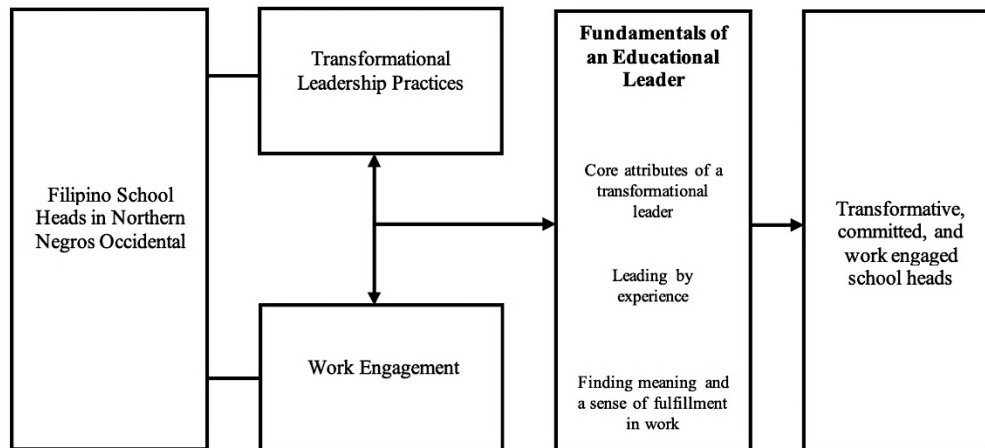 Filipino School
Heads in Northern
Negros Occidental
Transformational
Leadership Practices
Work Engagement
Fundamentals of
an Educational
Leader
Core attributes of a
transformational
leader
Leading by
experience
Finding meaning and
a sense of fulfillment
in work
Transformative,
committed, and
work engaged
school heads